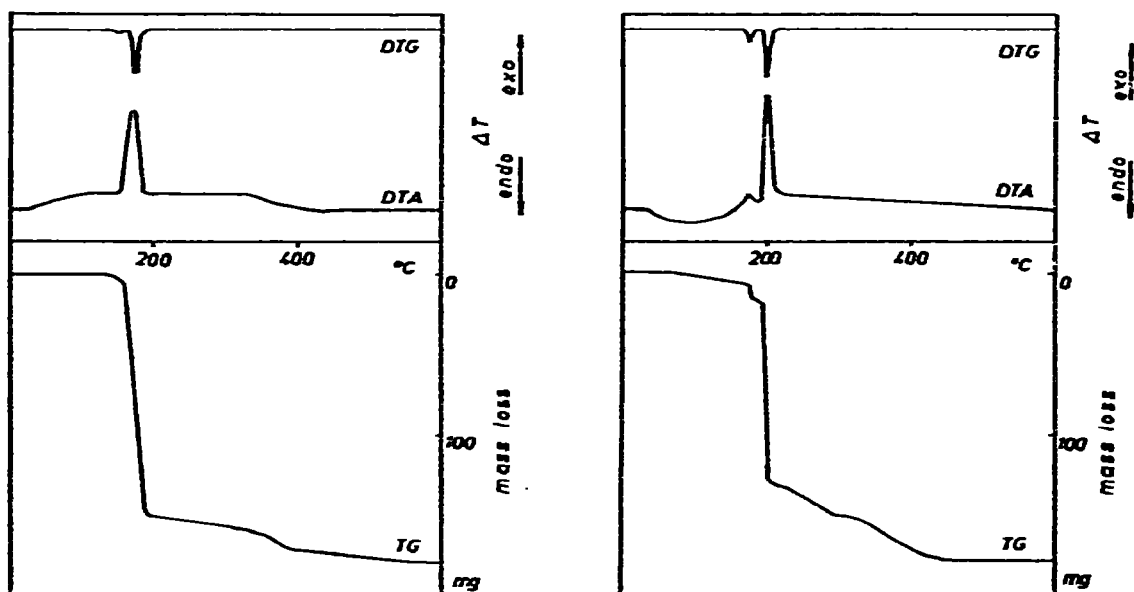 DTG
exo
ΔT
DTA
endo
200
400
°C
0
100
mass loss
TG
mg
DTG
exo
ΔT
DTA
endo
200
400
°C
0
100
mass loss
TG
mg